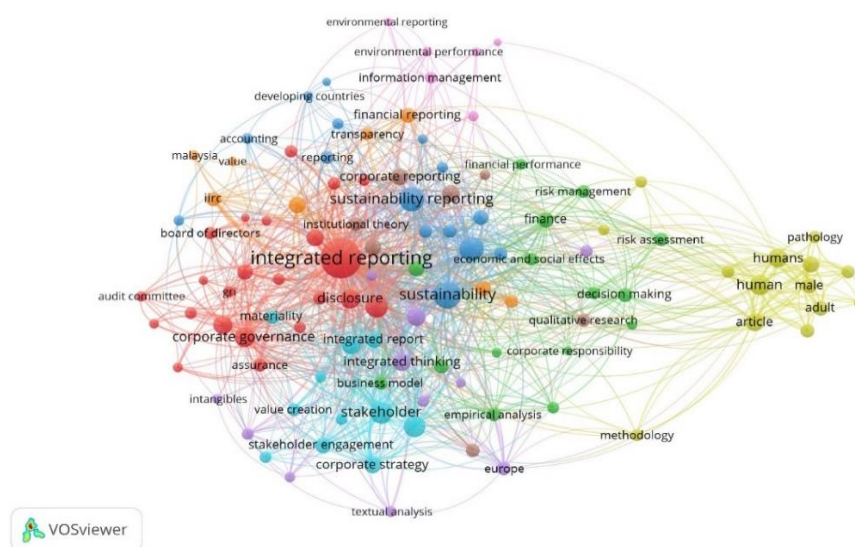 environmental reporting
environmental performance
information management
developing countries
financial reporting
accounting
transparency
malaysia
value
reporting
financial performance
corporate reporting
iirc
sustainability reporting
risk management
institutional theory
finance
board of directors
risk assessment
pathology
integrated reporting
economic and social effects
humans
human
male
audit committee
gri
disclosure
sustainability
decision making
adult
materiality
qualitative research
article
corporate governance
integrated report
corporate responsibility
assurance
integrated thinking
business model
intangibles
value creation
stakeholder
empirical analysis
stakeholder engagement
methodology
corporate strategy
europe
textual analysis
VOSviewer